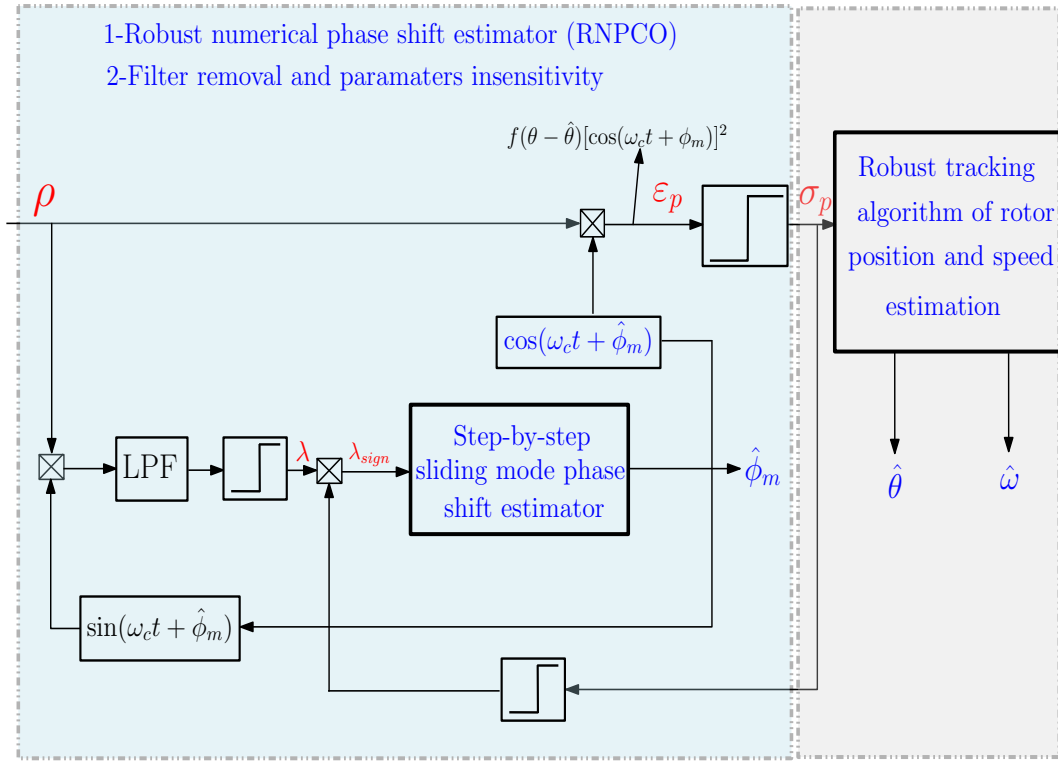 1-Robust numerical phase shift estimator (RNPCO)
2-Filter removal and paramaters insensitivity
f(θ − θ̂)[cos(ω_c t + ϕ_m)]²
ρ
ε_p
σ_p
Robust tracking
algorithm of rotor
position and speed
estimation
cos(ω_c t + ϕ̂_m)
LPF
λ
λ_sign
Step-by-step
sliding mode phase
shift estimator
ϕ̂_m
θ̂
ω̂
sin(ω_c t + ϕ̂_m)